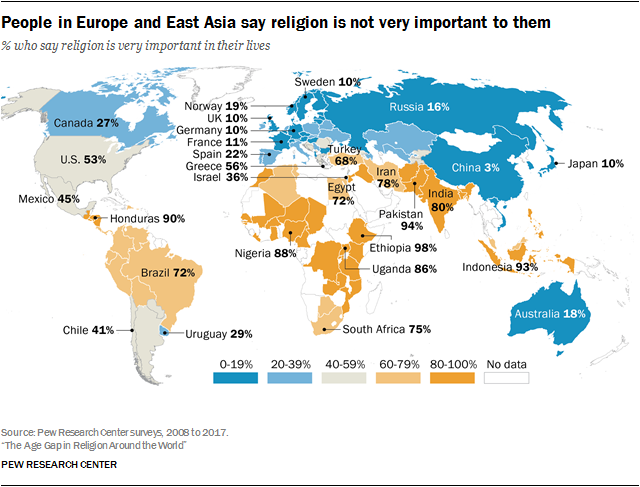 People in Europe and East Asia say religion is not very important to them
% who say religion is very important in their lives
Sweden 10%
Norway 19%
UK 10%
Germany 10%
France 11%
Spain 22%
Greece 56%
Israel 36%
Canada 27%
U.S. 53%
Mexico 45%
Honduras 90%
Brazil 72%
Chile 41%
Uruguay 29%
Russia 16%
Turkey
68%
Iran
78%
Egypt
72%
China 3%
Japan 10%
India
80%
Pakistan
94%
Nigeria 88%
Ethiopia 98%
Uganda 86%
Indonesia 93%
South Africa 75%
Australia 18%
0-19%
20-39%
40-59%
60-79%
80-100%
No data
Source: Pew Research Center surveys, 2008 to 2017.
“The Age Gap in Religion Around the World”
PEW RESEARCH CENTER